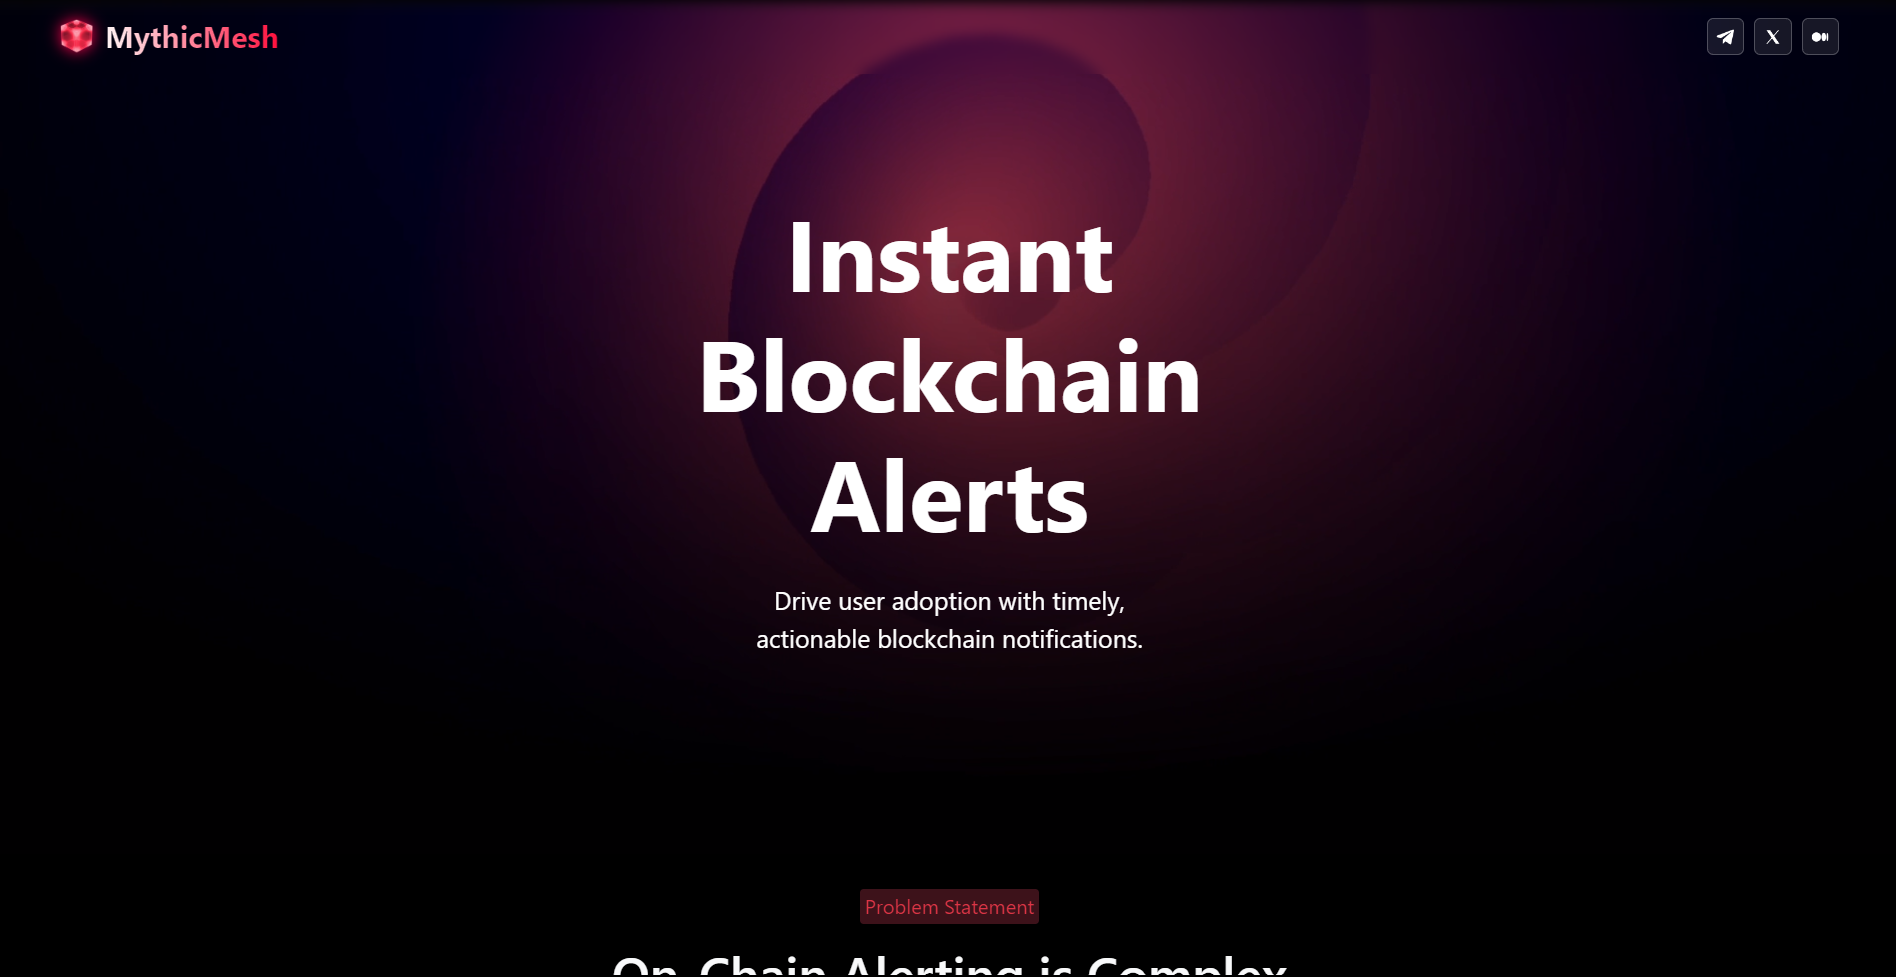 MythicMesh
Instant
Blockchain
Alerts
Drive user adoption with timely,
actionable blockchain notifications.
Problem Statement
On-Chain Alerting is Complex